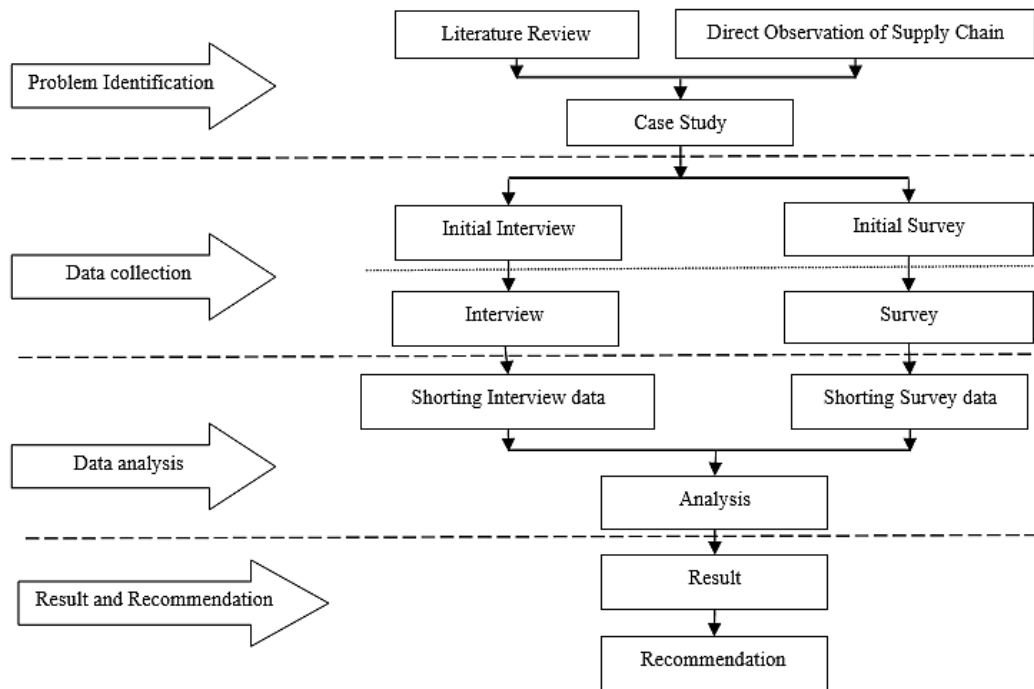 Literature Review
Direct Observation of Supply Chain
Problem Identification
Case Study
Initial Interview
Initial Survey
Data collection
Interview
Survey
Shorting Interview data
Shorting Survey data
Data analysis
Analysis
Result
Result and Recommendation
Recommendation